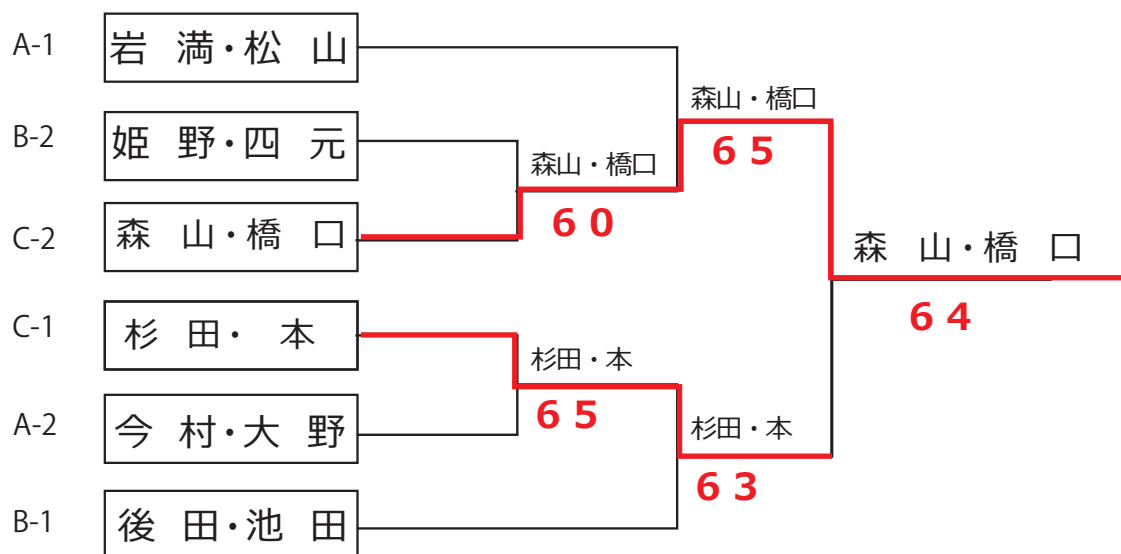 A-1
岩 満・松 山
B-2
姫 野・四 元
C-2
森 山・橋 口
C-1
杉 田・ 本
A-2
今 村・大 野
B-1
後 田・池 田
森山・橋口
6 0
杉田・本
6 5
森山・橋口
6 5
杉田・本
6 3
森 山・橋 口
6 4